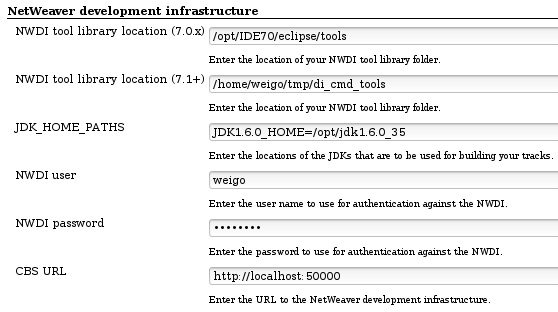 NetWeaver development infrastructure
NWDI tool library location (7.0.x) /opt/IDE70/eclipse/tools
Enter the location of your NWDI tool library folder.
NWDI tool library location (7.1+) /home/weigo/tmp/di_cmd_tools
Enter the location of your NWDI tool library folder.
JDK_HOME_PATHS JDK1.6.0_HOME=/opt/jdk1.6.0_35
Enter the locations of the JDKs that are to be used for building your tracks.
NWDI user weigo
Enter the user name to use for authentication against the NWDI.
NWDI password ••••••••
Enter the password to use for authentication against the NWDI.
CBS URL http://localhost:50000
Enter the URL to the NetWeaver development infrastructure.